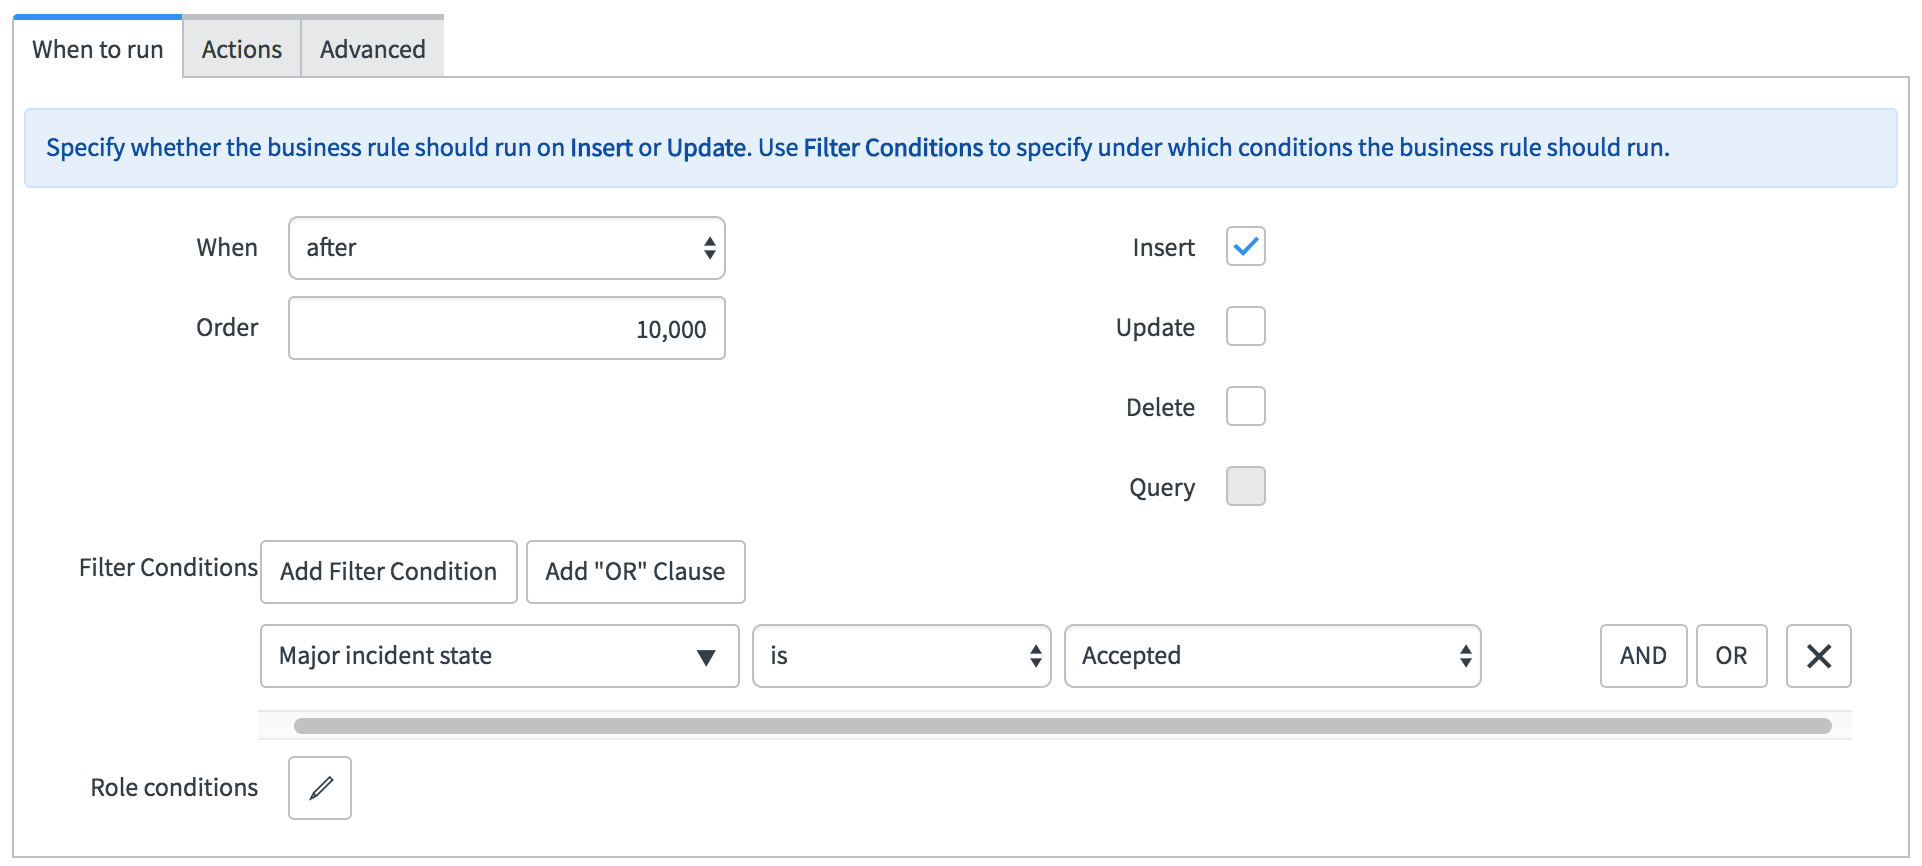 When to run Actions Advanced
Specify whether the business rule should run on Insert or Update. Use Filter Conditions to specify under which conditions the business rule should run.
When after Insert
Order 10,000 Update
Delete
Query
Filter Conditions Add Filter Condition Add "OR" Clause
Major incident state is Accepted AND OR
Role conditions